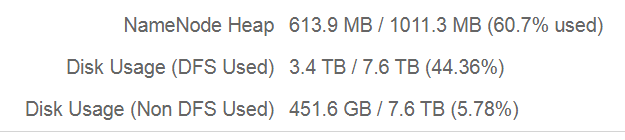 NameNode Heap 613.9 MB / 1011.3 MB (60.7% used)
Disk Usage (DFS Used) 3.4 TB / 7.6 TB (44.36%)
Disk Usage (Non DFS Used) 451.6 GB / 7.6 TB (5.78%)